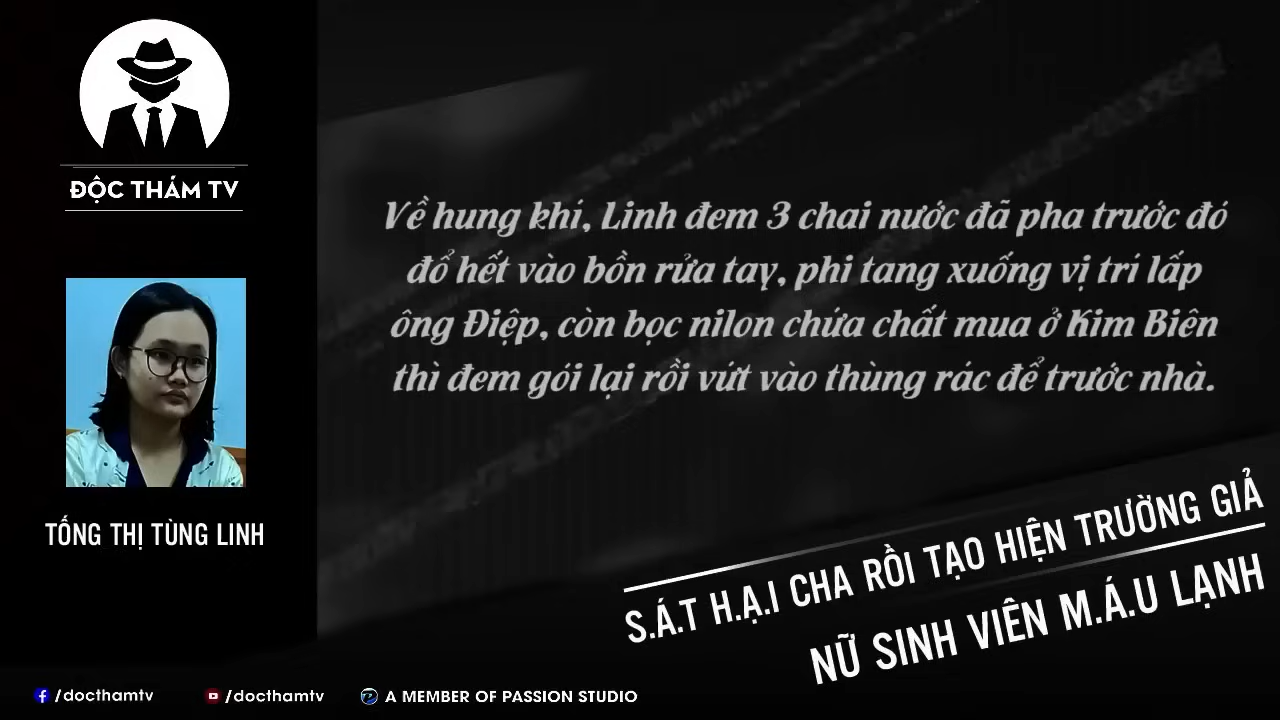 ĐỘC THÁM TV
TỐNG THỊ TÙNG LINH
Về hung khí, Linh đem 3 chai nước đã pha trước đó
đổ hết vào bồn rửa tay, phi tang xuống vị trí lấp
ông Điệp, còn bọc nilon chứa chất mua ở Kim Biên
thì đem gói lại rồi vứt vào thùng rác để trước nhà.
S.Á.T H.Ạ.I CHA RỒI TẠO HIỆN TRƯỜNG GIẢ
NỮ SINH VIÊN M.Á.U LẠNH
/docthamtv
/docthamtv
A MEMBER OF PASSION STUDIO